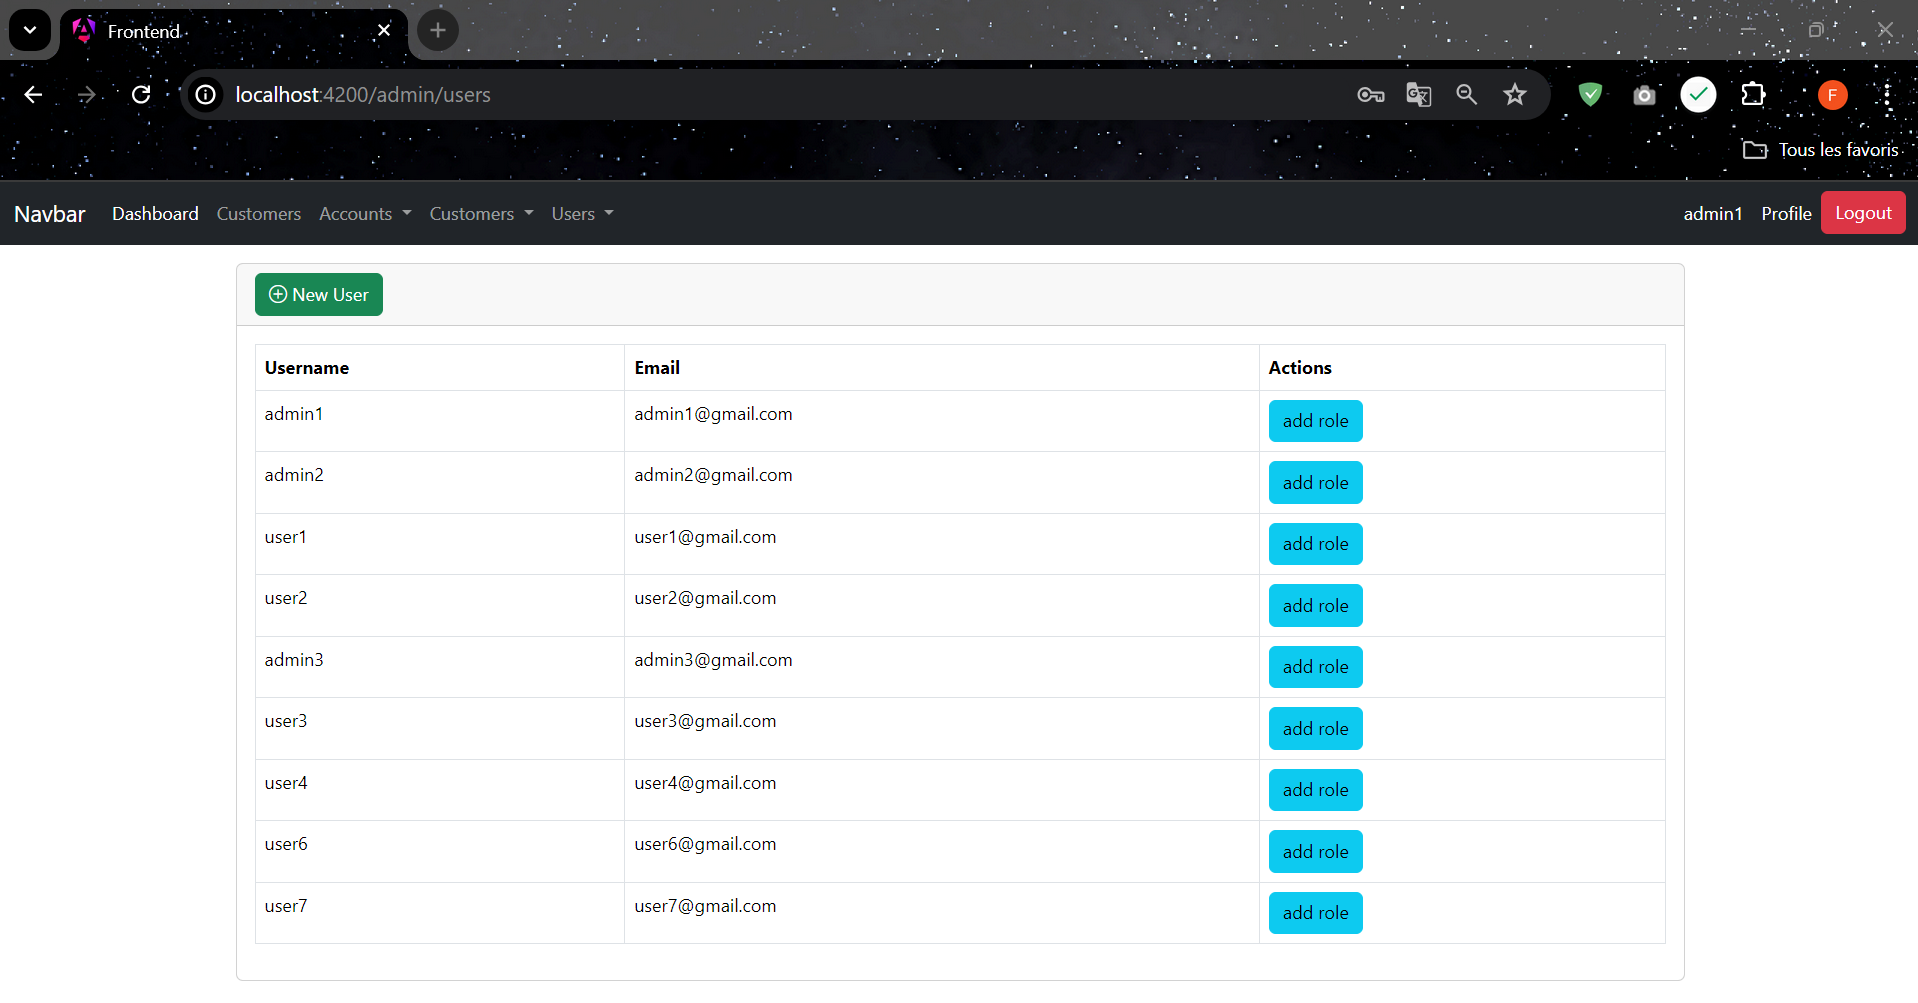 Frontend
localhost:4200/admin/users
F
Tous les favoris
Navbar Dashboard Customers Accounts Customers Users admin1 Profile Logout
New User
Username Email Actions
admin1 admin1@gmail.com add role
admin2 admin2@gmail.com add role
user1 user1@gmail.com add role
user2 user2@gmail.com add role
admin3 admin3@gmail.com add role
user3 user3@gmail.com add role
user4 user4@gmail.com add role
user6 user6@gmail.com add role
user7 user7@gmail.com add role